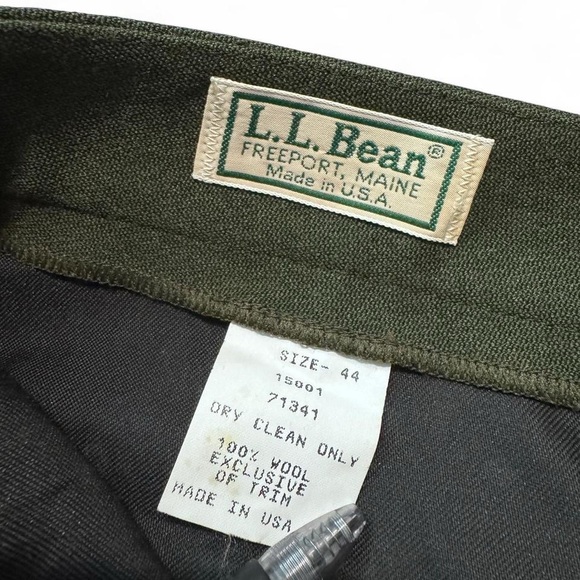 L.L.Bean®
FREEPORT, MAINE
Made in U.S.A.
SIZE- 44
15001
71341
DRY CLEAN ONLY
100% WOOL
EXCLUSIVE
OF TRIM
MADE IN USA